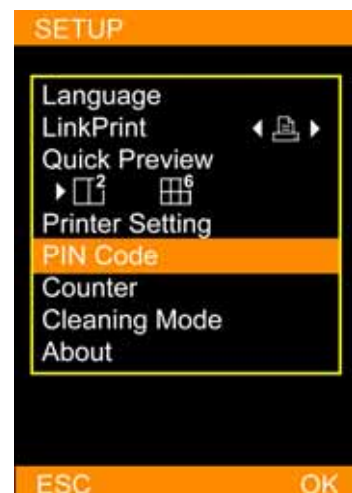 SETUP
Language
LinkPrint
Quick Preview
2 6
Printer Setting
PIN Code
Counter
Cleaning Mode
About
ESC OK